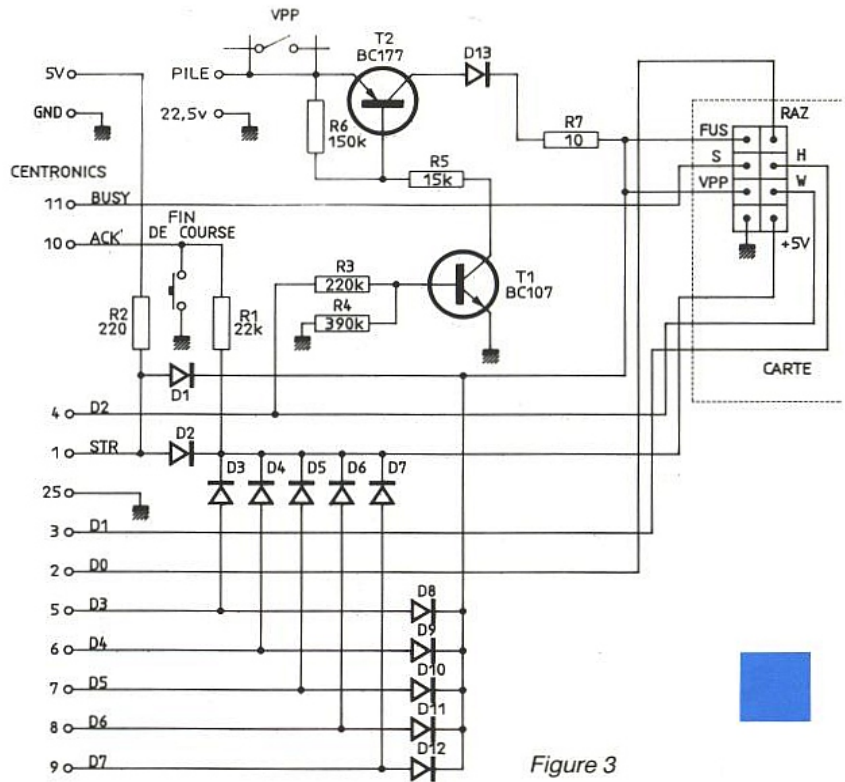 VPP
T2
BC177
D13
5V
PILE
GND
22,5v
R6
150k
R7
10
FUS
RAZ
R5
15k
S
H
CENTRONICS
VPP
W
11 BUSY
FIN
DE COURSE
10 ACK'
+5V
R3
220k
T1
BC107
R2
220
R1
22k
R4
390k
D1
CARTE
4 D2
D2
1 STR
D3
D4
D5
D6
D7
25
3 D1
2 D0
D8
5 D3
D9
6 D4
D10
7 D5
D11
8 D6
D12
9 D7
Figure 3